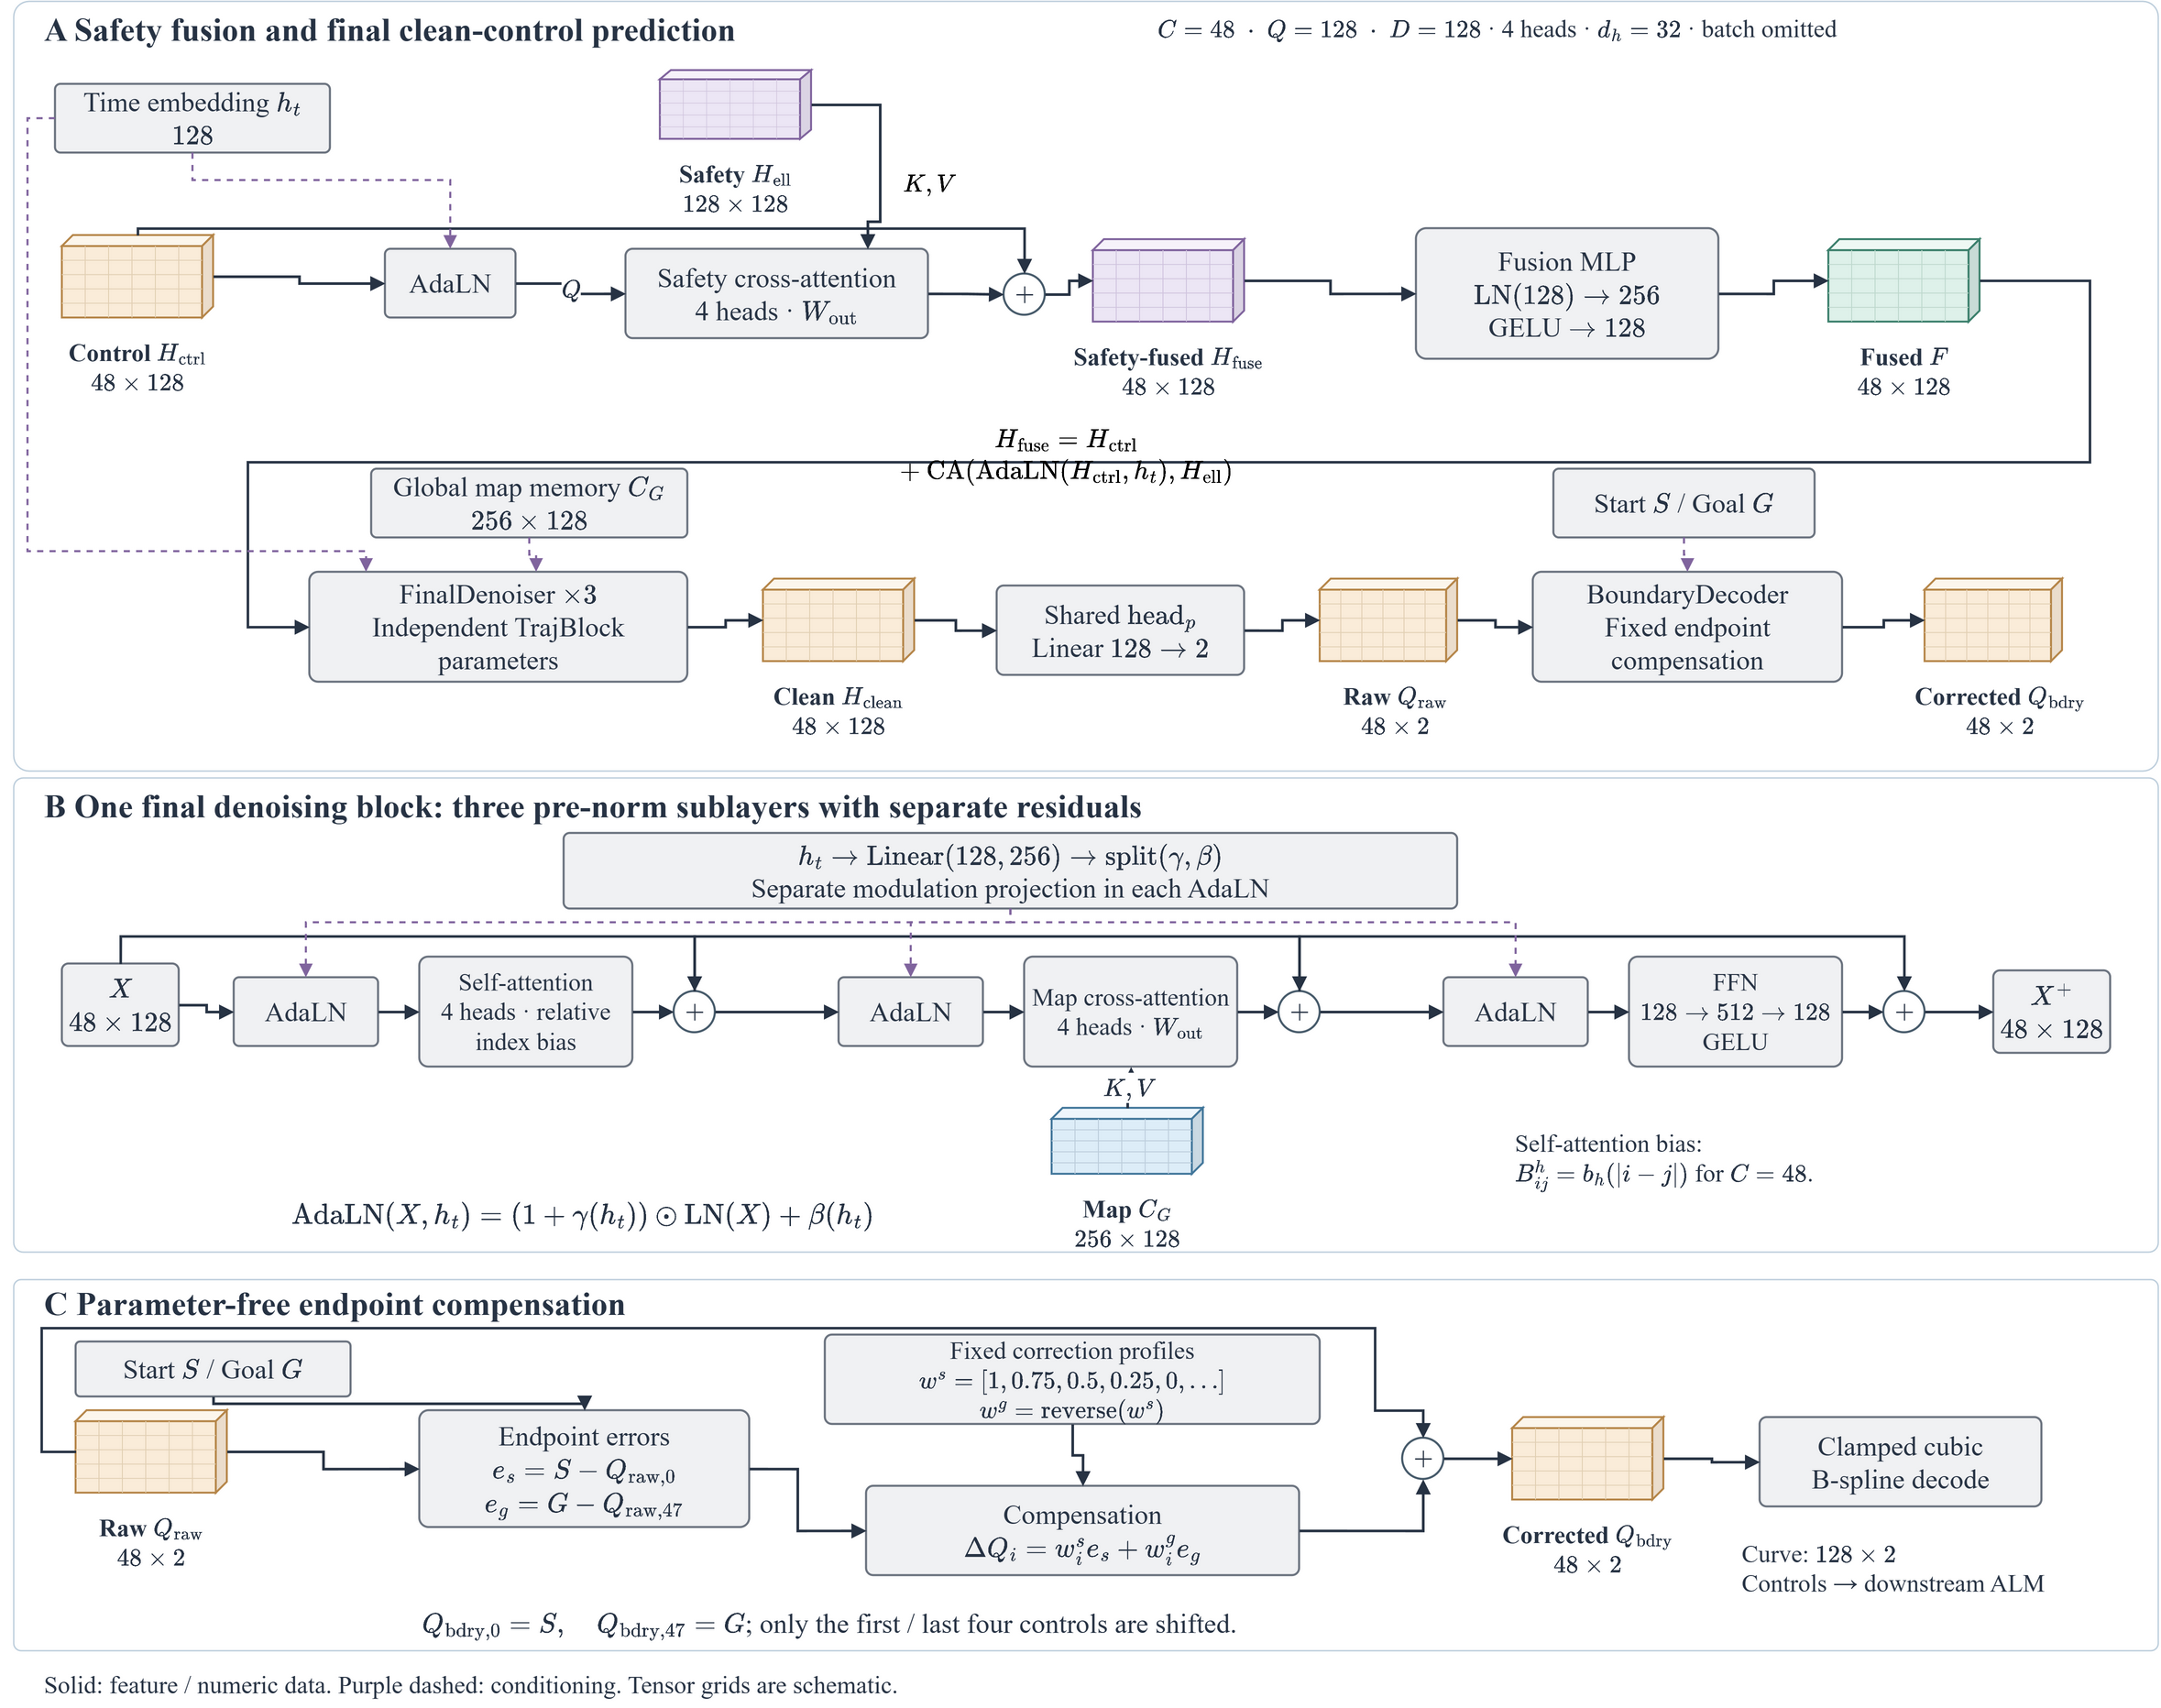 A Safety fusion and final clean-control prediction
C = 48 · Q = 128 · D = 128 · 4 heads · d_h = 32 · batch omitted
Time embedding h_t
128
Safety H_ell
128 × 128
K, V
Control H_ctrl
48 × 128
AdaLN
Q
Safety cross-attention
4 heads · W_out
+
Safety-fused H_fuse
48 × 128
Fusion MLP
LN(128) → 256
GELU → 128
Fused F
48 × 128
H_fuse = H_ctrl
+ CA(AdaLN(H_ctrl, h_t), H_ell)
Global map memory C_G
256 × 128
Start S / Goal G
FinalDenoiser ×3
Independent TrajBlock
parameters
Clean H_clean
48 × 128
Shared head_p
Linear 128 → 2
Raw Q_raw
48 × 2
BoundaryDecoder
Fixed endpoint
compensation
Corrected Q_bdry
48 × 2
B One final denoising block: three pre-norm sublayers with separate residuals
h_t → Linear(128, 256) → split(γ, β)
Separate modulation projection in each AdaLN
X
48 × 128
AdaLN
Self-attention
4 heads · relative
index bias
+
AdaLN
Map cross-attention
4 heads · W_out
+
AdaLN
FFN
128 → 512 → 128
GELU
+
X⁺
48 × 128
K, V
Map C_G
256 × 128
Self-attention bias:
B^h_ij = b_h(|i − j|) for C = 48.
AdaLN(X, h_t) = (1 + γ(h_t)) ⊙ LN(X) + β(h_t)
C Parameter-free endpoint compensation
Start S / Goal G
Raw Q_raw
48 × 2
Endpoint errors
e_s = S − Q_raw,0
e_g = G − Q_raw,47
Fixed correction profiles
w^s = [1, 0.75, 0.5, 0.25, 0, …]
w^g = reverse(w^s)
Compensation
ΔQ_i = w^s_i e_s + w^g_i e_g
+
Corrected Q_bdry
48 × 2
Clamped cubic
B-spline decode
Curve: 128 × 2
Controls → downstream ALM
Q_bdry,0 = S, Q_bdry,47 = G; only the first / last four controls are shifted.
Solid: feature / numeric data. Purple dashed: conditioning. Tensor grids are schematic.